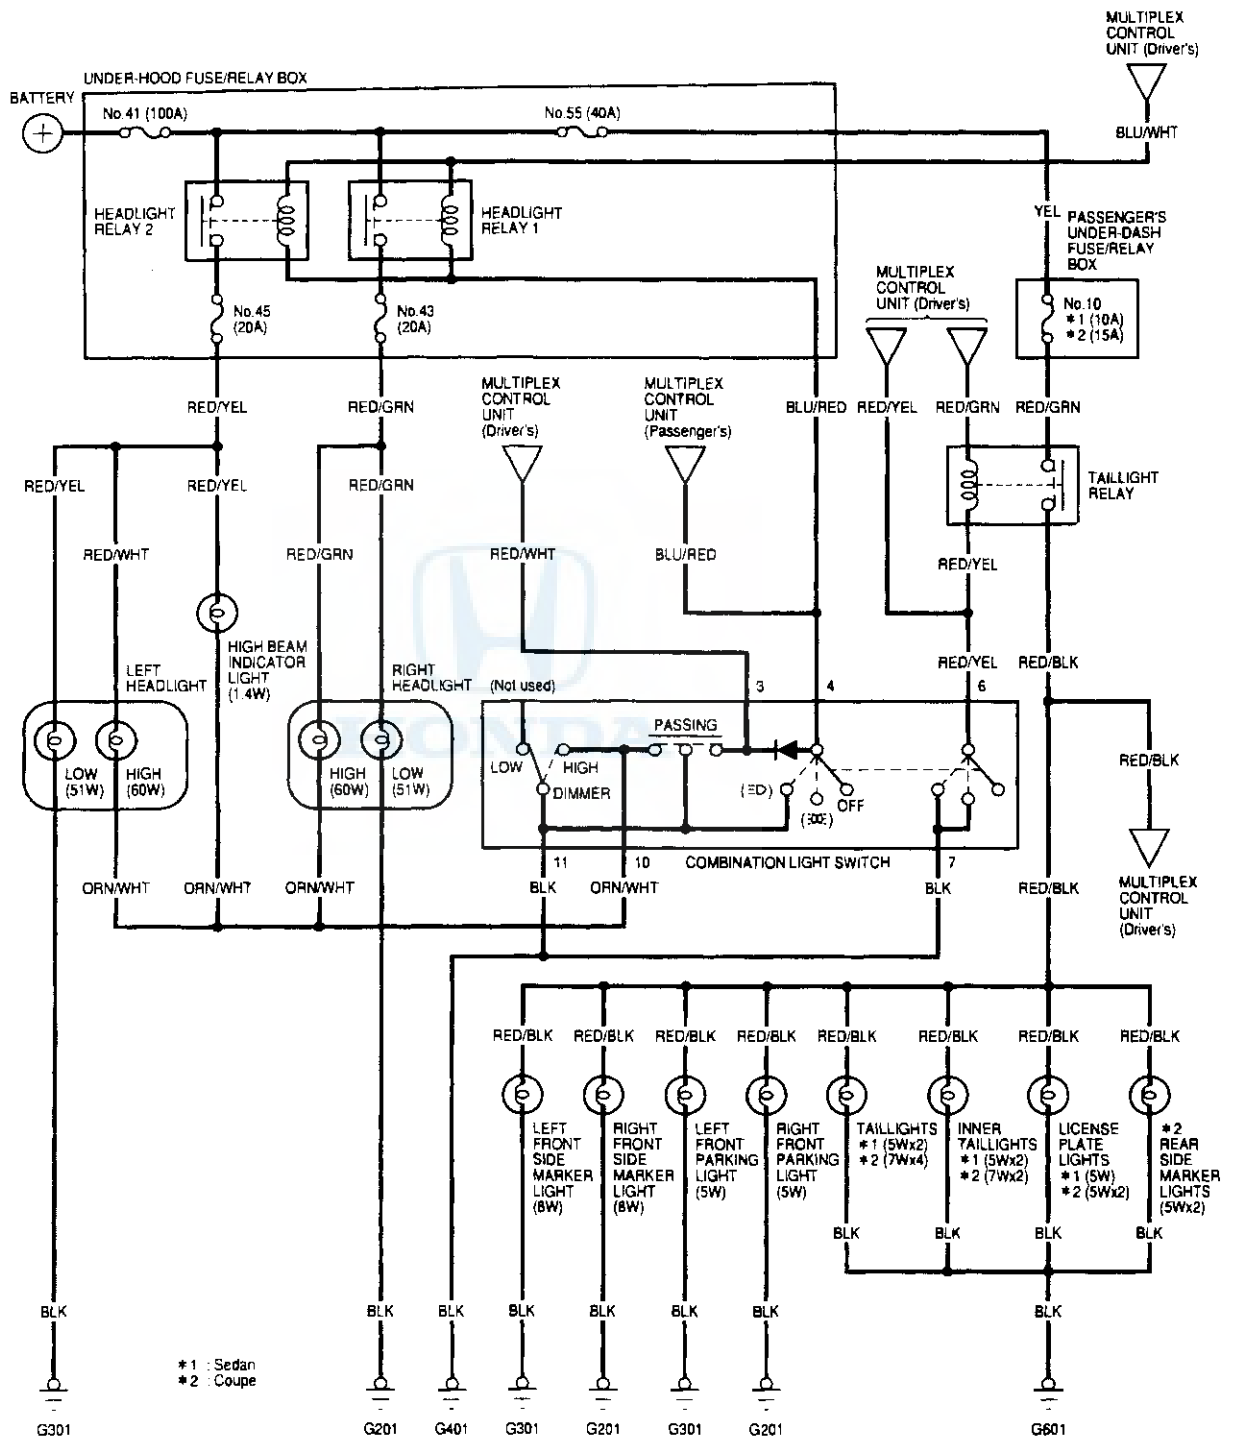 MULTIPLEX
CONTROL
UNIT (Driver's)
UNDER-HOOD FUSE/RELAY BOX
BATTERY
No.41 (100A)
No.55 (40A)
BLU/WHT
HEADLIGHT
RELAY 2
HEADLIGHT
RELAY 1
YEL
PASSENGER'S
UNDER-DASH
FUSE/RELAY
BOX
MULTIPLEX
CONTROL
UNIT (Driver's)
No.45
(20A)
No.43
(20A)
No.10
*1 (10A)
*2 (15A)
RED/YEL
RED/GRN
MULTIPLEX
CONTROL
UNIT
(Driver's)
MULTIPLEX
CONTROL
UNIT
(Passenger's)
BLU/RED
RED/YEL
RED/GRN
RED/GRN
RED/YEL
RED/YEL
RED/GRN
TAILLIGHT
RELAY
RED/WHT
RED/GRN
RED/WHT
BLU/RED
RED/YEL
HIGH BEAM
INDICATOR
LIGHT
(1.4W)
LEFT
HEADLIGHT
RIGHT
HEADLIGHT
(Not used)
3
4
RED/YEL
6
RED/BLK
HONDA
PASSING
LOW
HIGH
DIMMER
OFF
LOW
(51W)
HIGH
(60W)
HIGH
(60W)
LOW
(51W)
RED/BLK
11
10
COMBINATION LIGHT SWITCH
7
ORN/WHT
ORN/WHT
ORN/WHT
BLK
ORN/WHT
BLK
RED/BLK
MULTIPLEX
CONTROL
UNIT
(Driver's)
RED/BLK
RED/BLK
RED/BLK
RED/BLK
RED/BLK
RED/BLK
RED/BLK
RED/BLK
LEFT
FRONT
SIDE
MARKER
LIGHT
(8W)
RIGHT
FRONT
SIDE
MARKER
LIGHT
(8W)
LEFT
FRONT
PARKING
LIGHT
(5W)
RIGHT
FRONT
PARKING
LIGHT
(5W)
TAILLIGHTS
*1 (5Wx2)
*2 (7Wx4)
INNER
TAILLIGHTS
*1 (5Wx2)
*2 (7Wx2)
LICENSE
PLATE
LIGHTS
*1 (5W)
*2 (5Wx2)
*2
REAR
SIDE
MARKER
LIGHTS
(5Wx2)
BLK
BLK
BLK
BLK
BLK
BLK
BLK
BLK
BLK
BLK
BLK
BLK
*1 : Sedan
*2 : Coupe
G301
G201
G401
G301
G201
G301
G201
G601